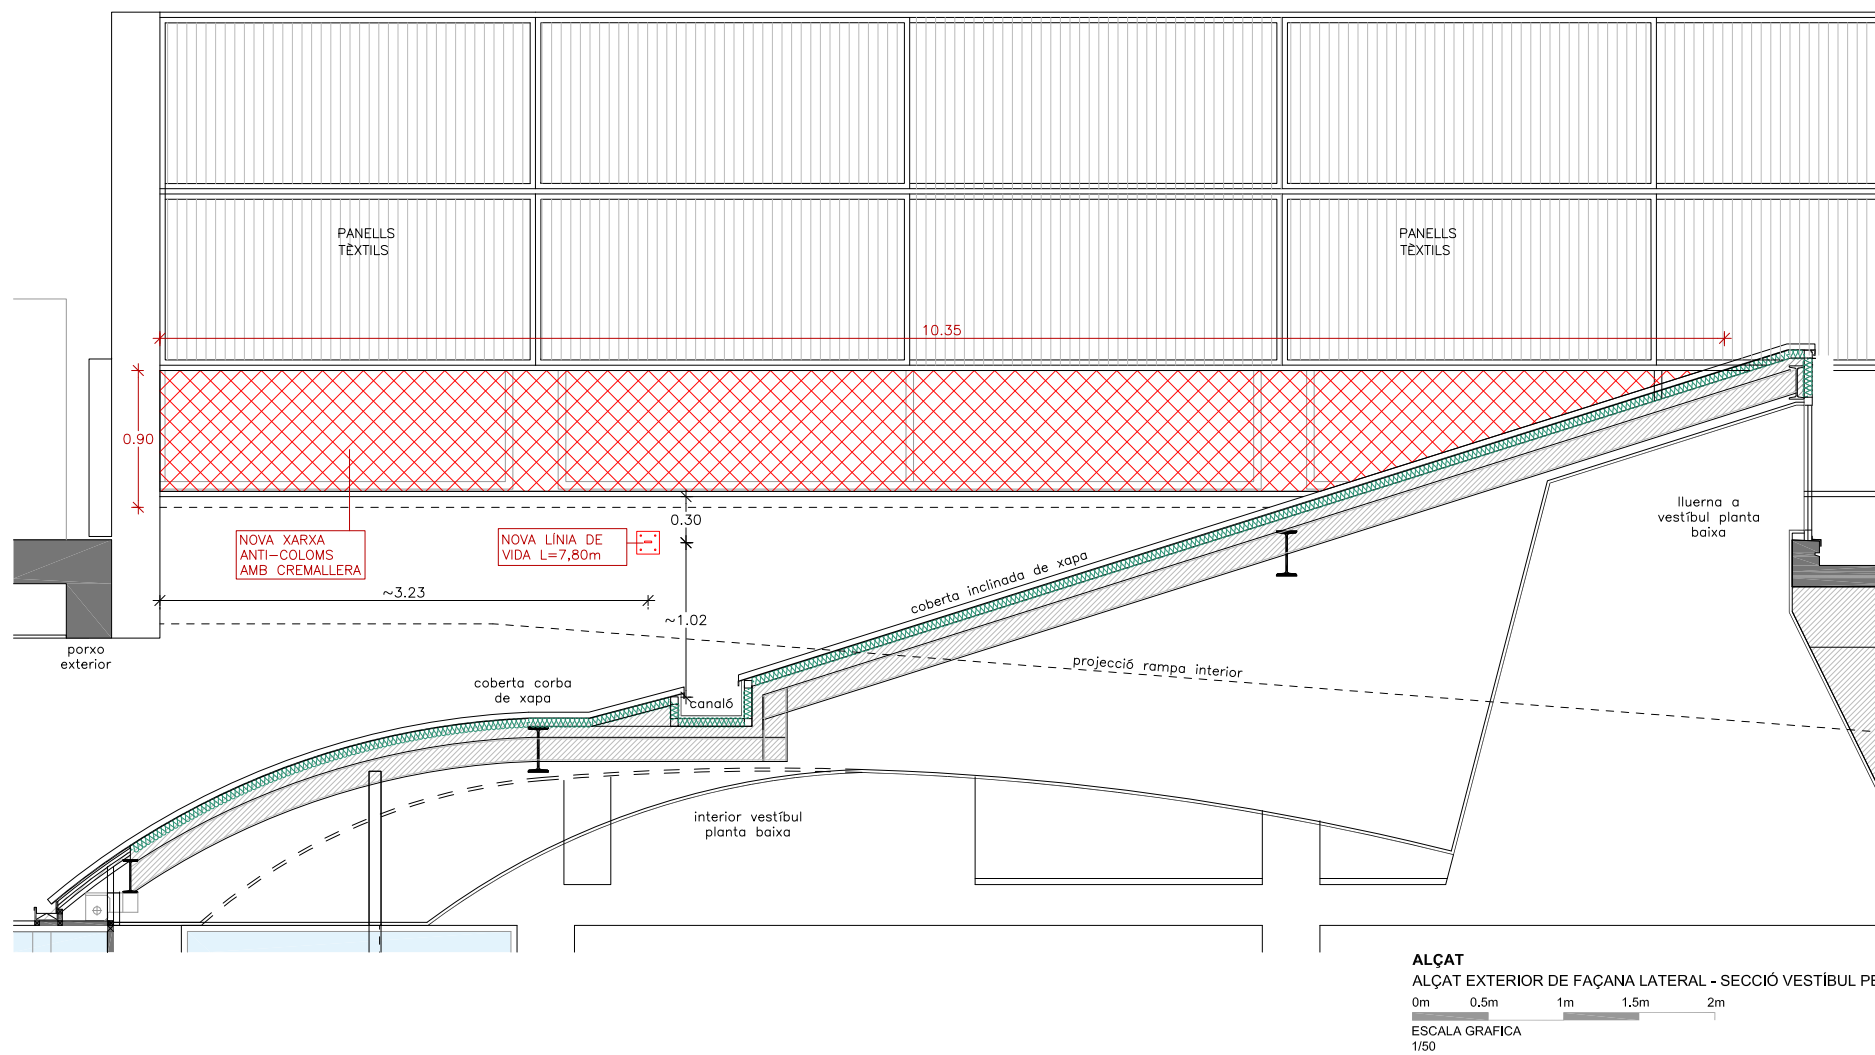 PANELLS
TÈXTILS
PANELLS
TÈXTILS
10.35
0.90
NOVA XARXA
ANTI-COLOMS
AMB CREMALLERA
NOVA LÍNIA DE
VIDA L=7,80m
0.30
~3.23
~1.02
lluerna a
vestíbul planta
baixa
coberta inclinada de xapa
porxo
exterior
projecció rampa interior
coberta corba
de xapa
canaló
interior vestíbul
planta baixa
ALÇAT
ALÇAT EXTERIOR DE FAÇANA LATERAL - SECCIÓ VESTÍBUL
0m 0.5m 1m 1.5m 2m
ESCALA GRAFICA
1/50